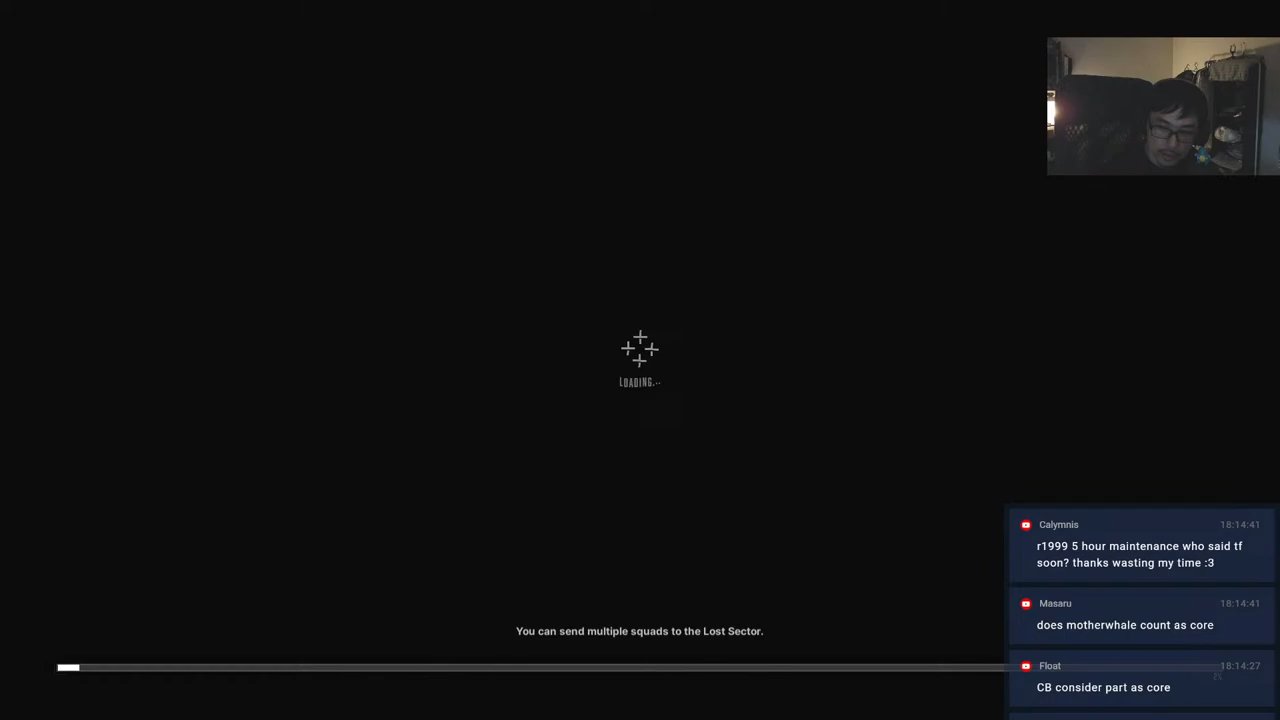 LOADING...
You can send multiple squads to the Lost Sector.
2%
Calymnis 18:14:41
r1999 5 hour maintenance who said tf
soon? thanks wasting my time :3
Masaru 18:14:41
does motherwhale count as core
Float 18:14:27
CB consider part as core